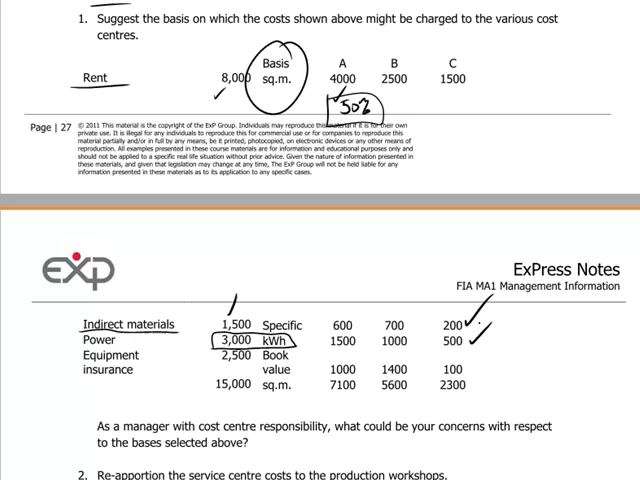 1. Suggest the basis on which the costs shown above might be charged to the various cost
centres.
Basis A B C
Rent 8,000 sq.m. 4000 2500 1500
50%
Page | 27 © 2011 This material is the copyright of the ExP Group. Individuals may reproduce this material if it is for their own
private use. It is illegal for any individuals to reproduce this for commercial use or for companies to reproduce this
material partially and/or in full by any means, be it printed, photocopied, on electronic devices or any other means of
reproduction. All examples presented in these course materials are for information and educational purposes only and
should not be applied to a specific real life situation without prior advice. Given the nature of information presented in
these materials, and given that legislation may change at any time, The ExP Group will not be held liable for any
information presented in these materials as to its application to any specific cases.
exp
ExPress Notes
FIA MA1 Management Information
Indirect materials 1,500 Specific 600 700 200
Power 3,000 kWh 1500 1000 500
Equipment 2,500 Book
insurance value 1000 1400 100
15,000 sq.m. 7100 5600 2300
As a manager with cost centre responsibility, what could be your concerns with respect
to the bases selected above?
2. Re-apportion the service centre costs to the production workshops.